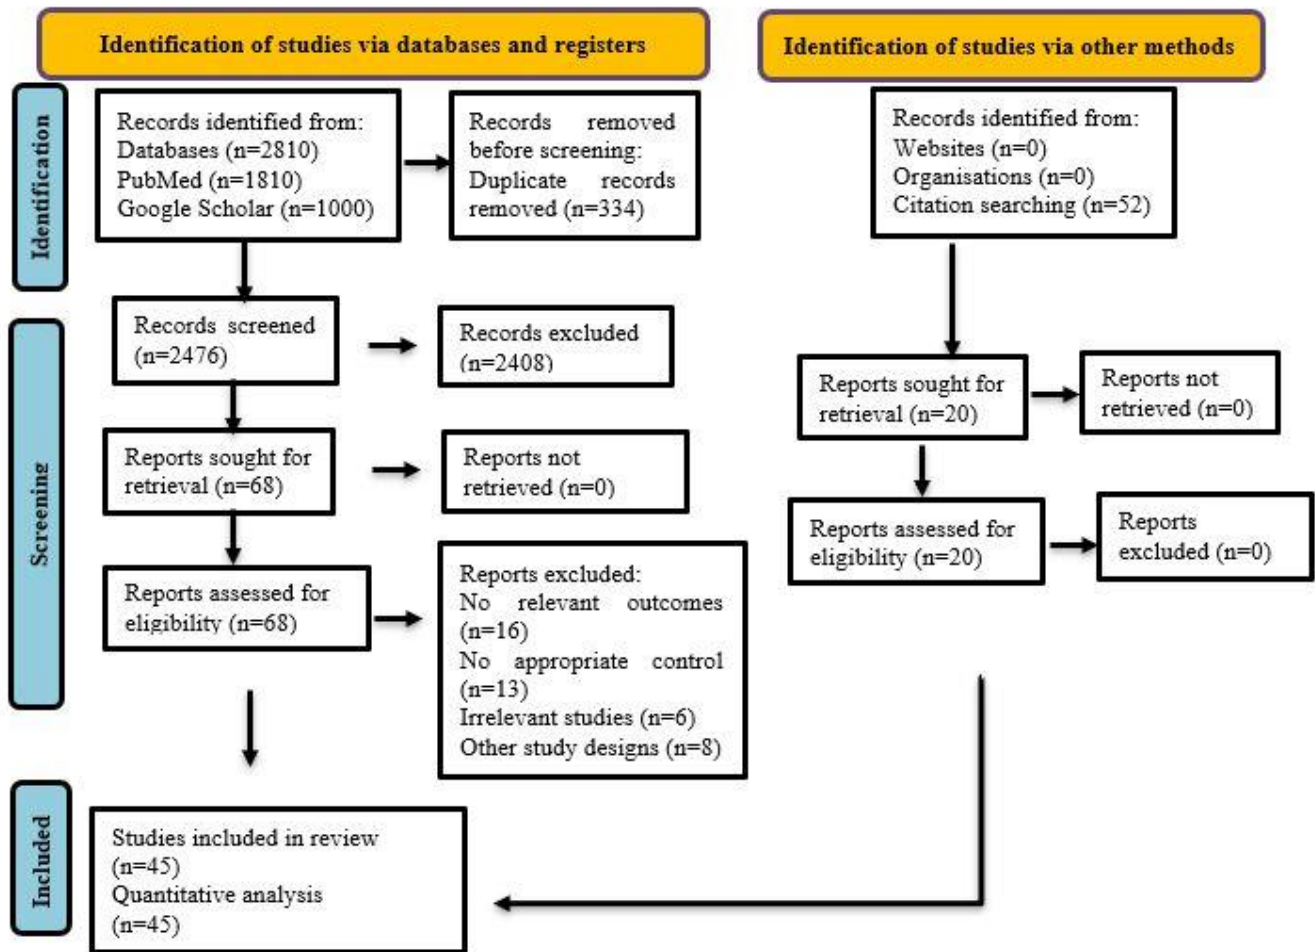 Identification of studies via databases and registers
Identification of studies via other methods
Identification
Records identified from:
Databases (n=2810)
PubMed (n=1810)
Google Scholar (n=1000)
Records removed
before screening:
Duplicate records
removed (n=334)
Records identified from:
Websites (n=0)
Organisations (n=0)
Citation searching (n=52)
Screening
Records screened
(n=2476)
Records excluded
(n=2408)
Reports sought for
retrieval (n=20)
Reports not
retrieved (n=0)
Reports sought for
retrieval (n=68)
Reports not
retrieved (n=0)
Reports assessed for
eligibility (n=20)
Reports
excluded (n=0)
Reports assessed for
eligibility (n=68)
Reports excluded:
No relevant outcomes
(n=16)
No appropriate control
(n=13)
Irrelevant studies (n=6)
Other study designs (n=8)
Included
Studies included in review
(n=45)
Quantitative analysis
(n=45)